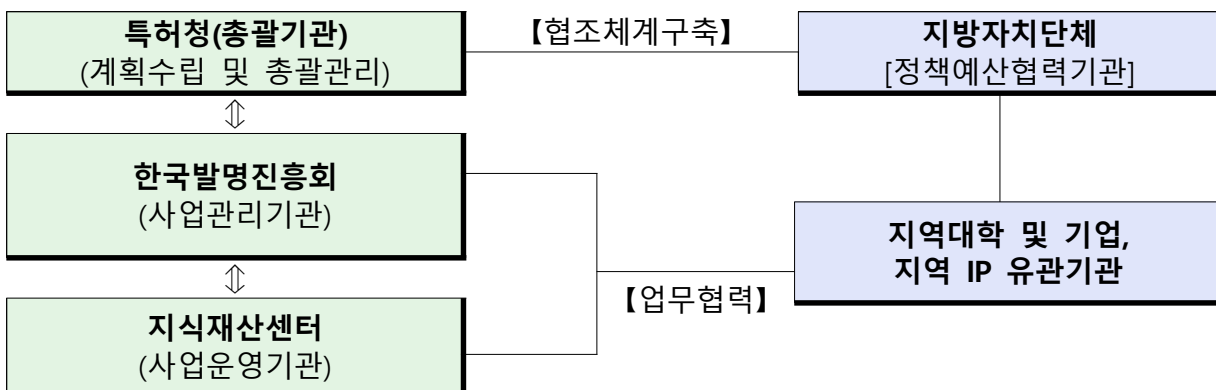 특허청(총괄기관)
(계획수립 및 총괄관리)
【협조체계구축】
지방자치단체
[정책예산협력기관]
⇕
한국발명진흥회
(사업관리기관)
지역대학 및 기업,
지역 IP 유관기관
⇕
【업무협력】
지식재산센터
(사업운영기관)